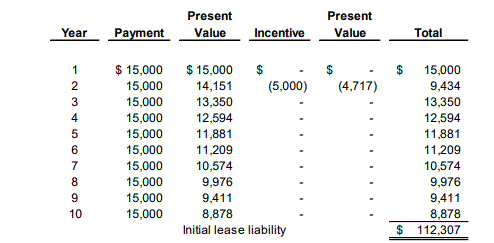 Present Present
Year Payment Value Incentive Value Total
1 $ 15,000 $ 15,000 $ - $ - $ 15,000
2 15,000 14,151 (5,000) (4,717) 9,434
3 15,000 13,350 - - 13,350
4 15,000 12,594 - - 12,594
5 15,000 11,881 - - 11,881
6 15,000 11,209 - - 11,209
7 15,000 10,574 - - 10,574
8 15,000 9,976 - - 9,976
9 15,000 9,411 - - 9,411
10 15,000 8,878 - - 8,878
Initial lease liability $ 112,307